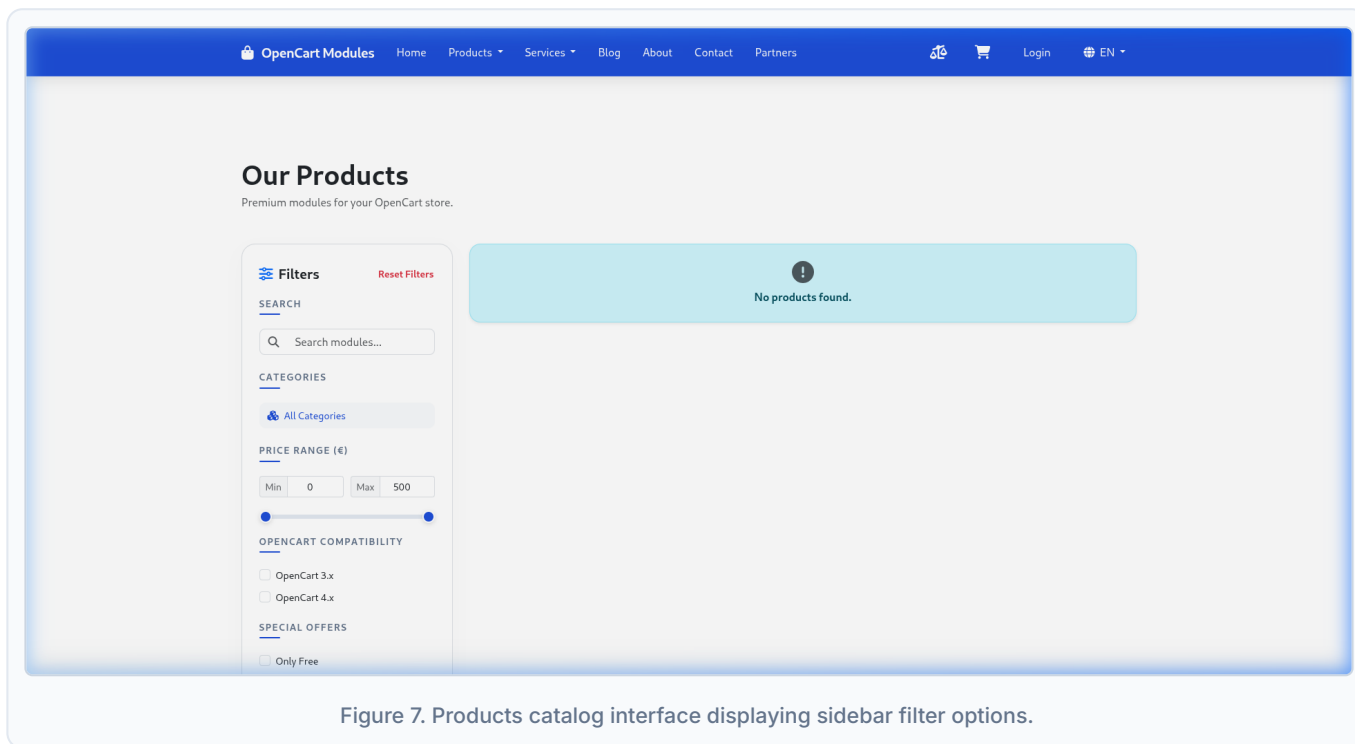 OpenCart Modules Home Products Services Blog About Contact Partners Login EN
Our Products
Premium modules for your OpenCart store.
Filters Reset Filters
SEARCH
Search modules...
CATEGORIES
All Categories
PRICE RANGE (€)
Min 0 Max 500
OPENCART COMPATIBILITY
OpenCart 3.x
OpenCart 4.x
SPECIAL OFFERS
Only Free
No products found.
Figure 7. Products catalog interface displaying sidebar filter options.